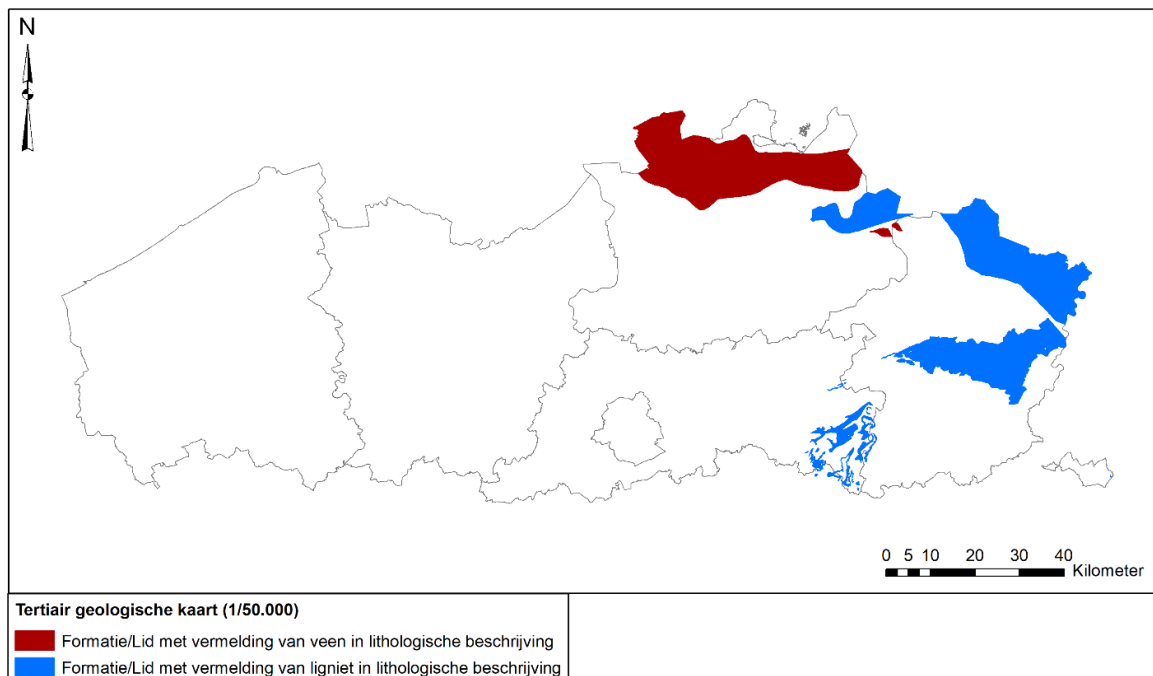 N
0 5 10 20 30 40
Kilometer
Tertiair geologische kaart (1/50.000)
Formatie/Lid met vermelding van veen in lithologische beschrijving
Formatie/Lid met vermelding van ligniet in lithologische beschrijving